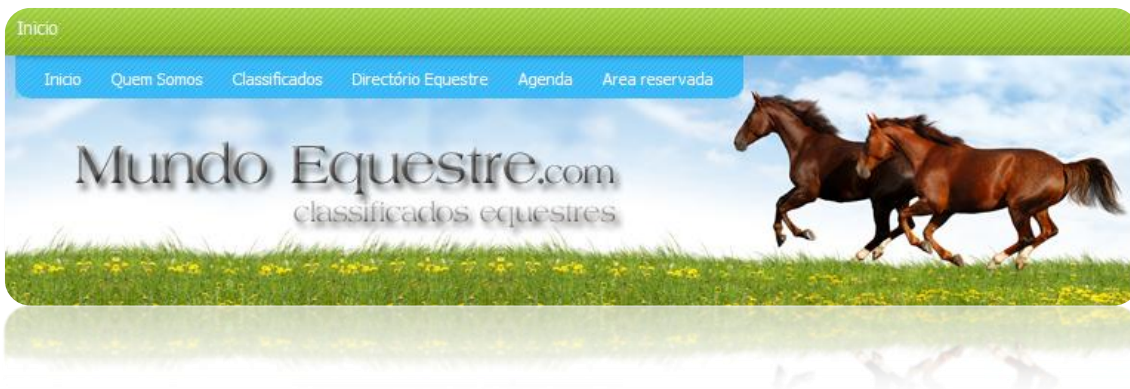 Inicio
Inicio Quem Somos Classificados Directório Equestre Agenda Area reservada
Mundo Equestre.com
classificados equestres